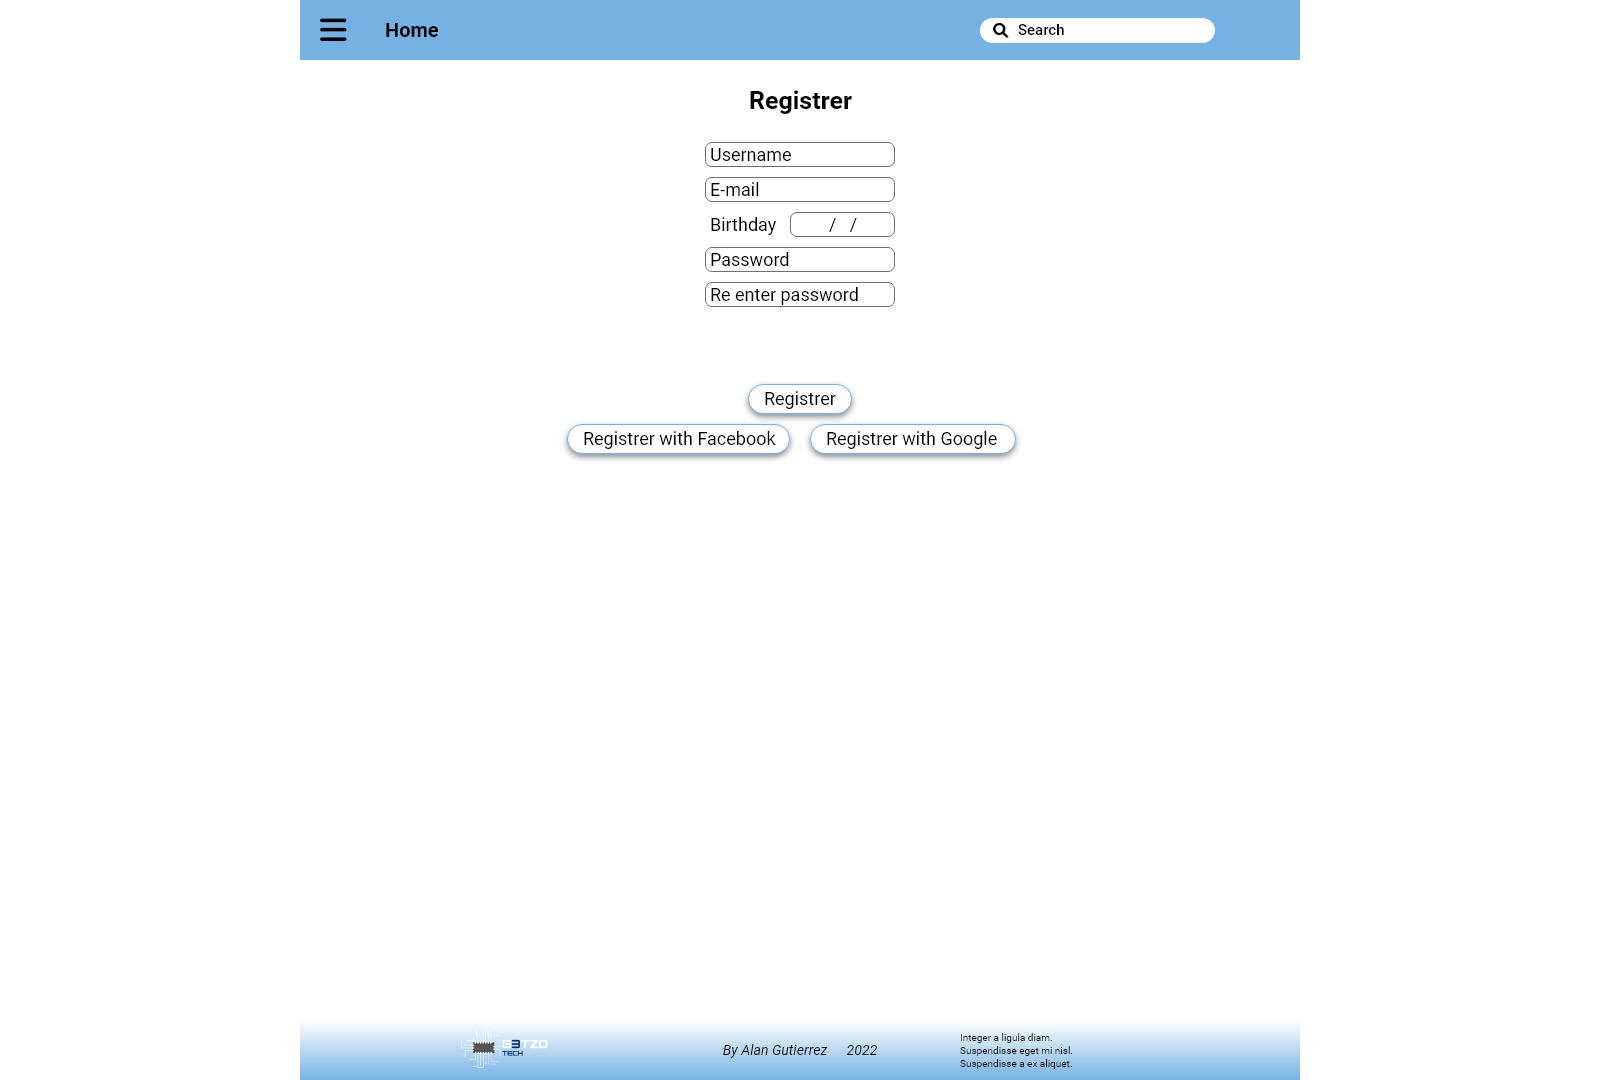 Home
Search
Registrer
Username
E-mail
Birthday / /
Password
Re enter password
Registrer
Registrer with Facebook
Registrer with Google
G3TZO
TECH
By Alan Gutierrez 2022
Integer a ligula diam.
Suspendisse eget mi nisl.
Suspendisse a ex aliquet.